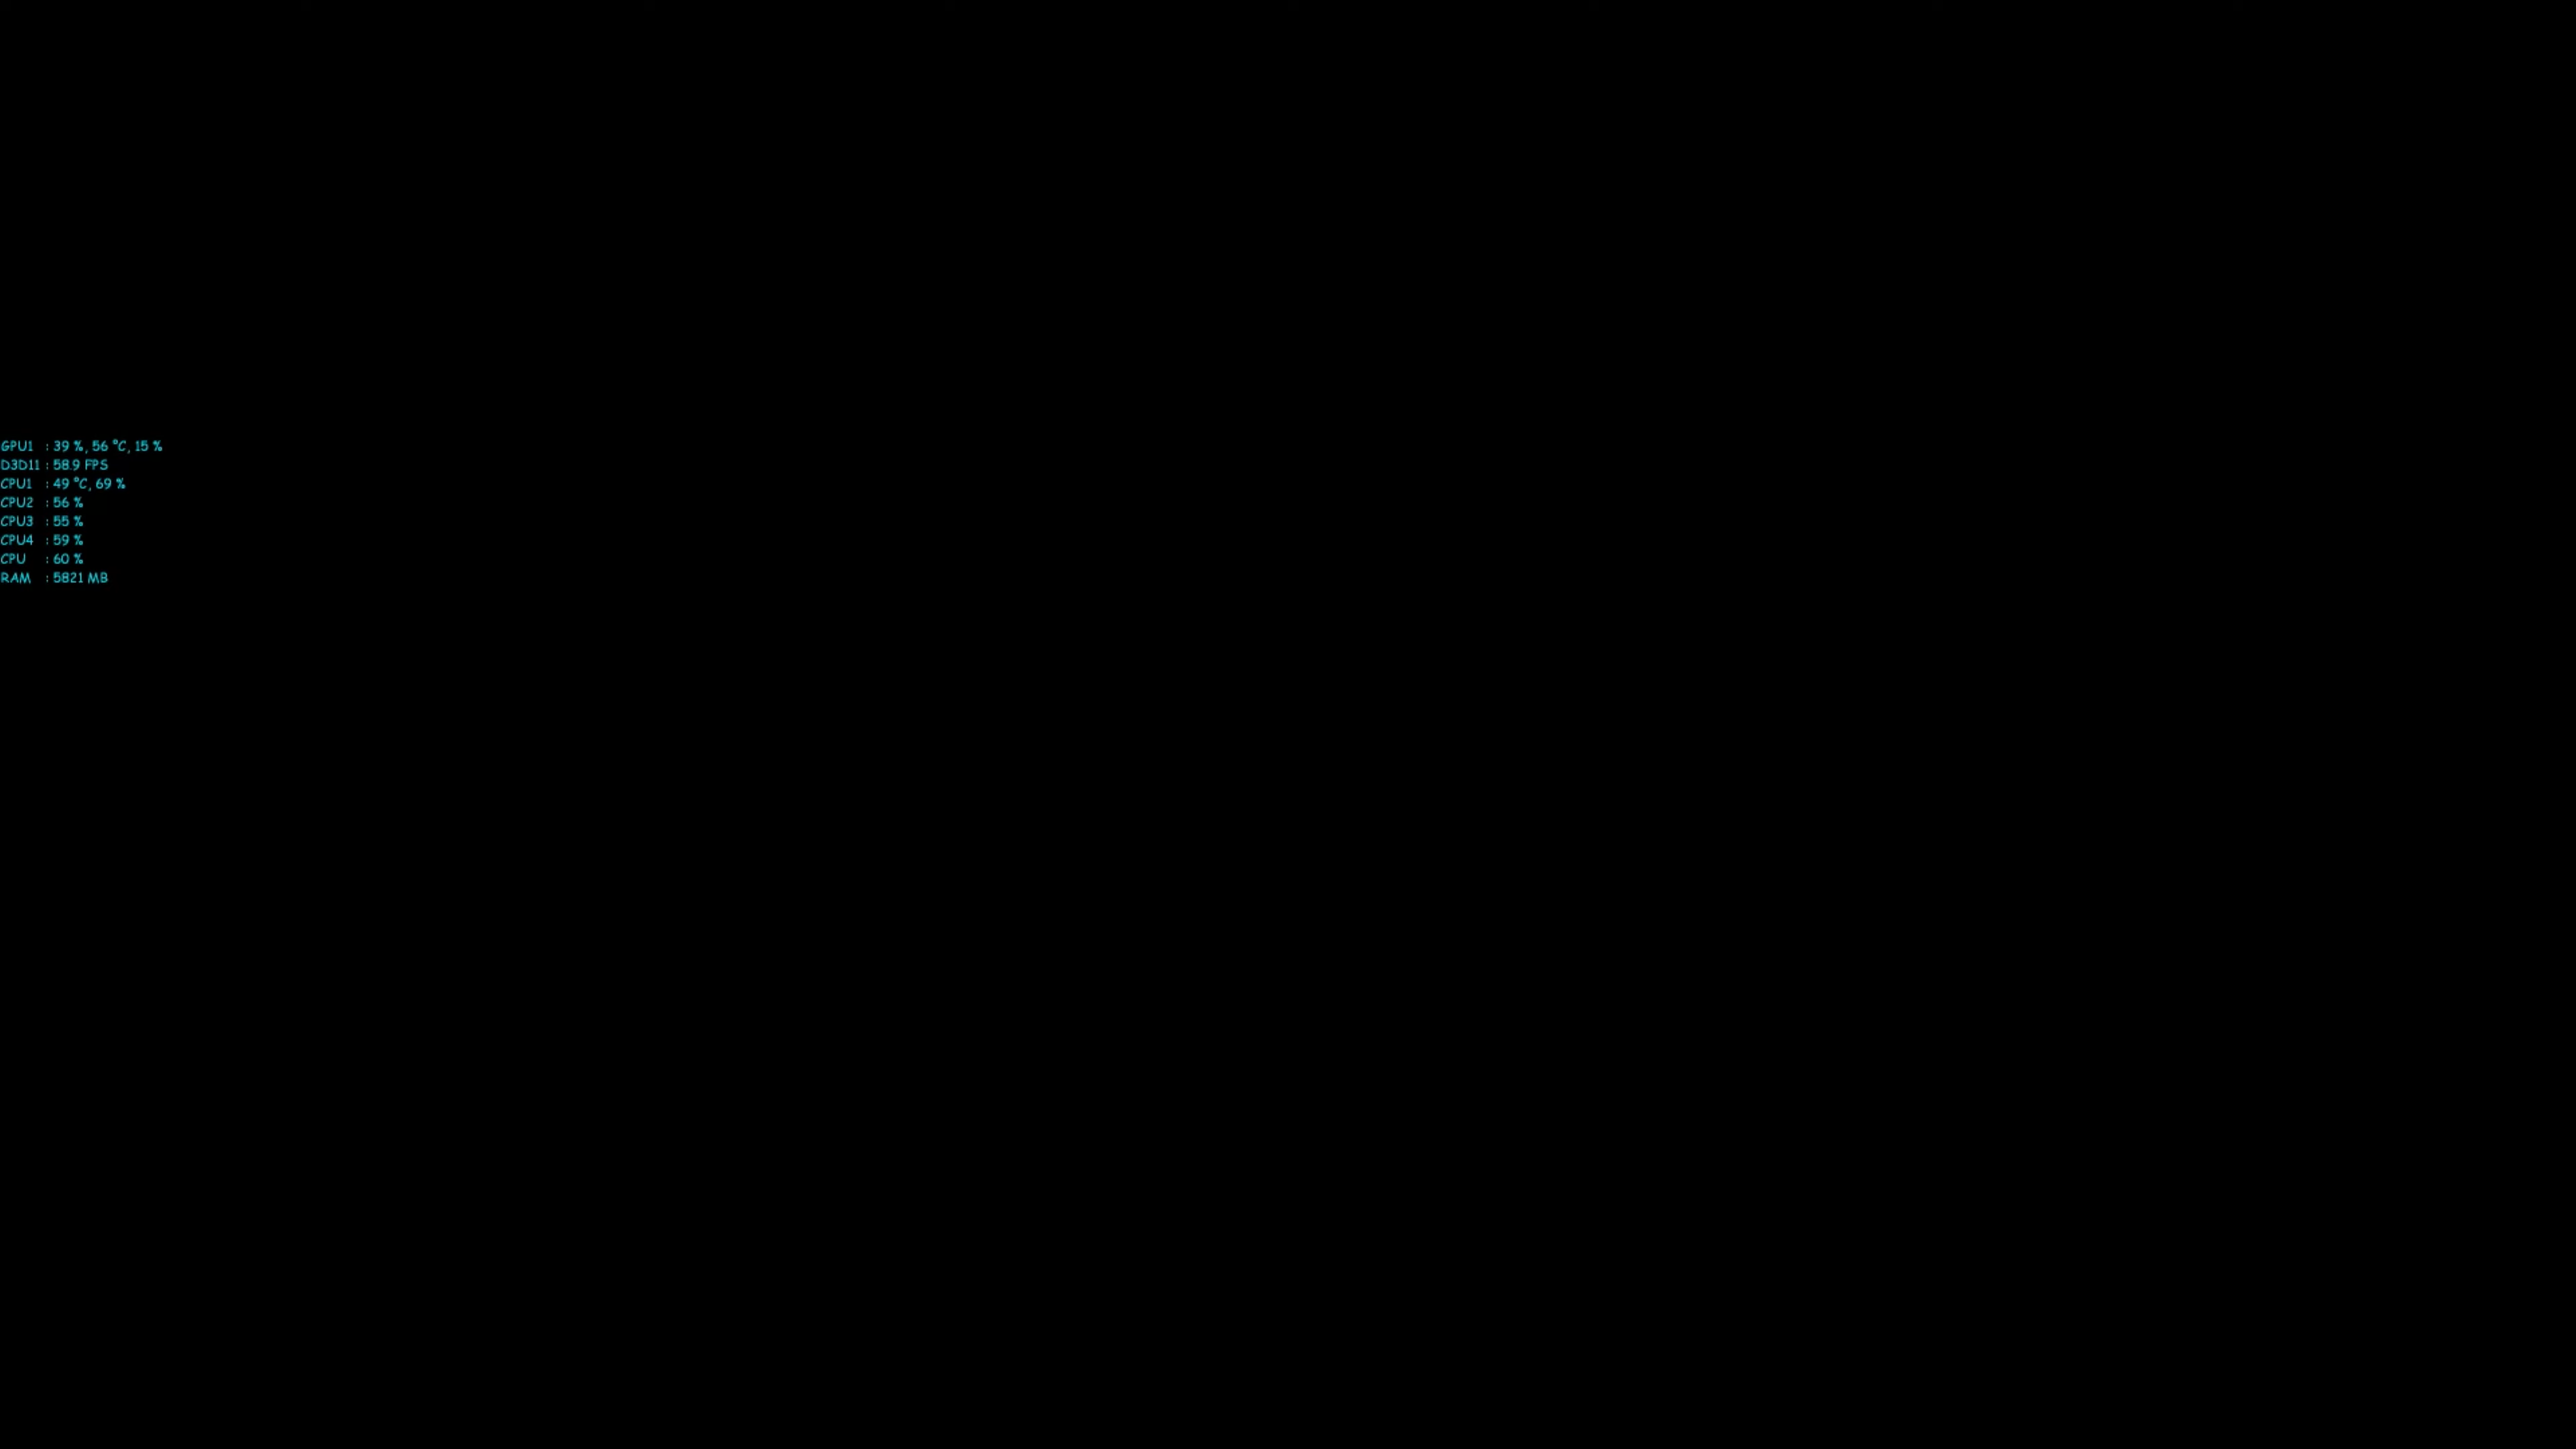 GPU1 : 39 %, 56 °C, 15 %
D3D11 : 58.9 FPS
CPU1 : 49 °C, 69 %
CPU2 : 56 %
CPU3 : 55 %
CPU4 : 59 %
CPU : 60 %
RAM : 5821 MB